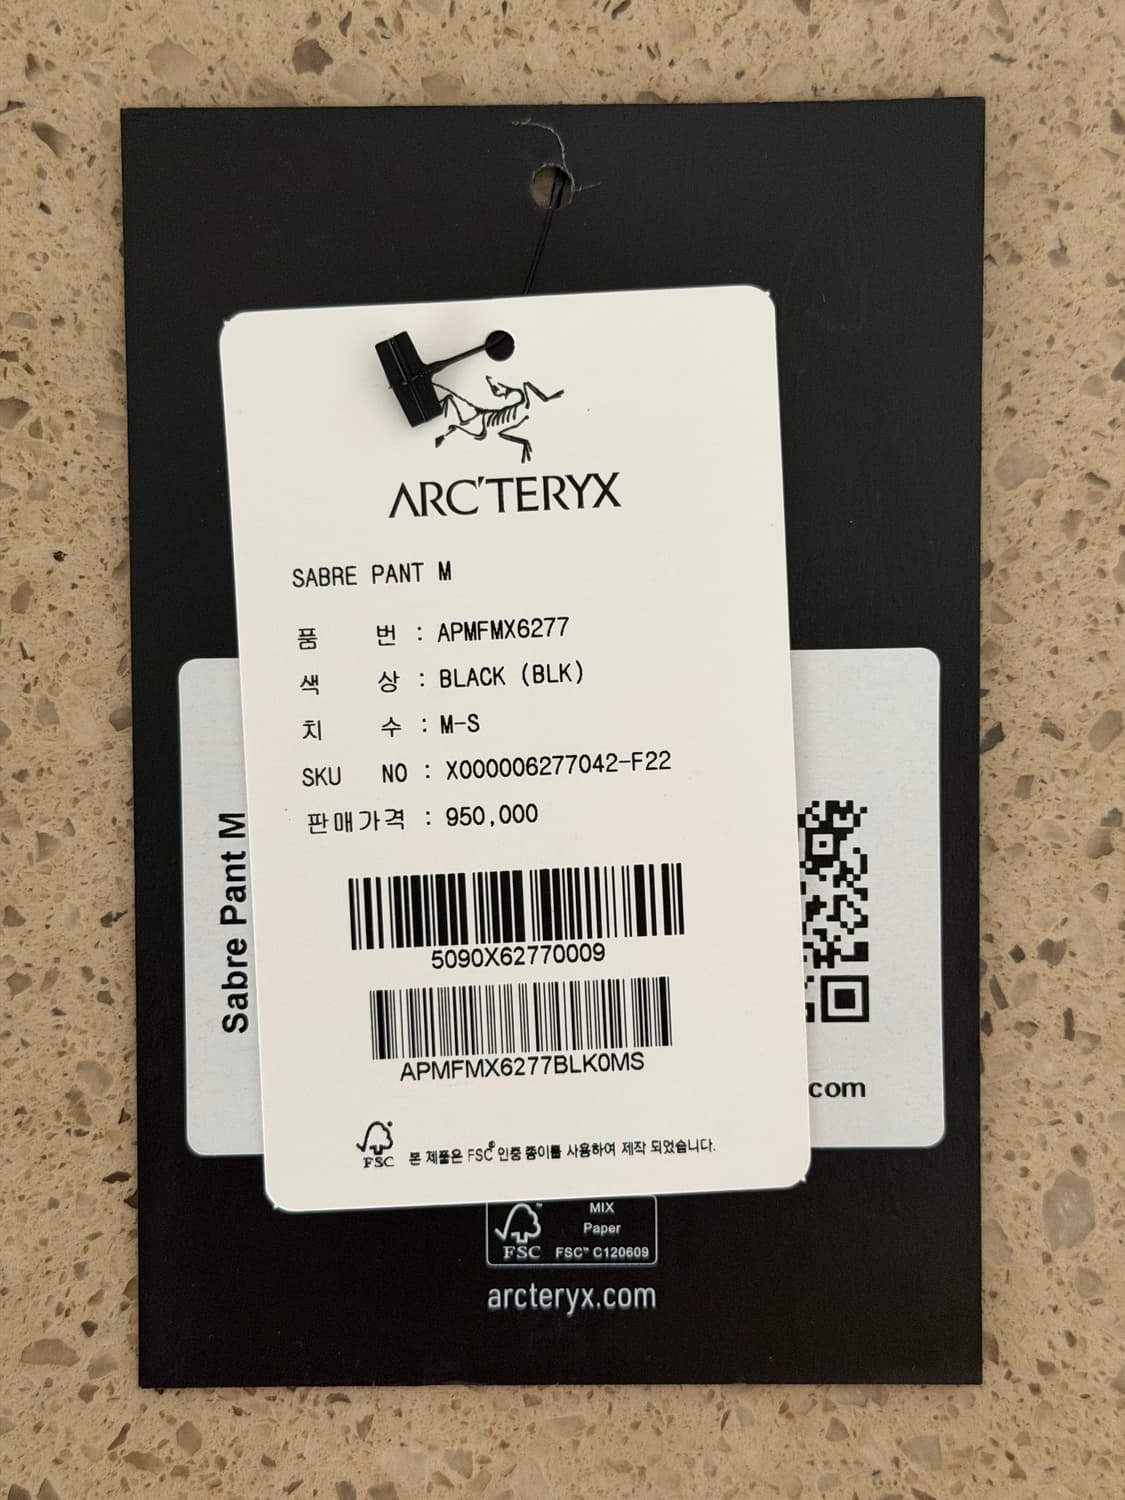 ARC'TERYX
SABRE PANT M
품 번 : APMFMX6277
색 상 : BLACK (BLK)
치 수 : M-S
SKU NO : X000006277042-F22
판매가격 : 950,000
5090X62770009
APMFMX6277BLK0MS
FSC 본 제품은 FSC® 인증 종이를 사용하여 제작 되었습니다.
Sabre Pant M
com
MIX
Paper
FSC™ C120609
FSC
arcteryx.com